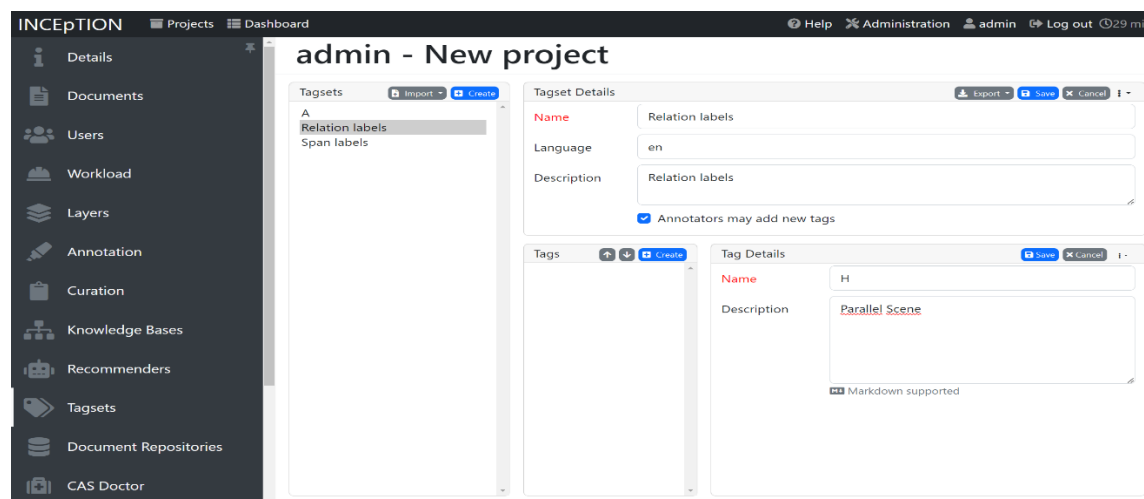 INCEpTION Projects Dashboard Help Administration admin Log out 29 mi
Details
Documents
Users
Workload
Layers
Annotation
Curation
Knowledge Bases
Recommenders
Tagsets
Document Repositories
CAS Doctor
admin - New project
Tagsets Import Create
A
Relation labels
Span labels
Tagset Details Export Save Cancel
Name Relation labels
Language en
Description Relation labels
Annotators may add new tags
Tags Create
Tag Details Save Cancel
Name H
Description Parallel Scene
Markdown supported